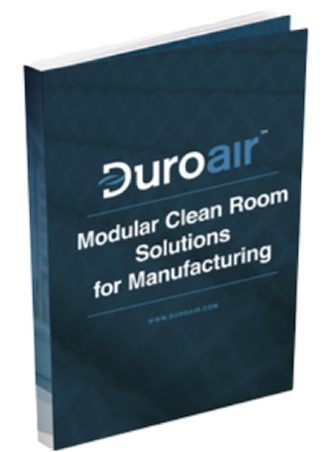 Duroair™
Modular Clean Room
Solutions
for Manufacturing
WWW.DUROAIR.COM